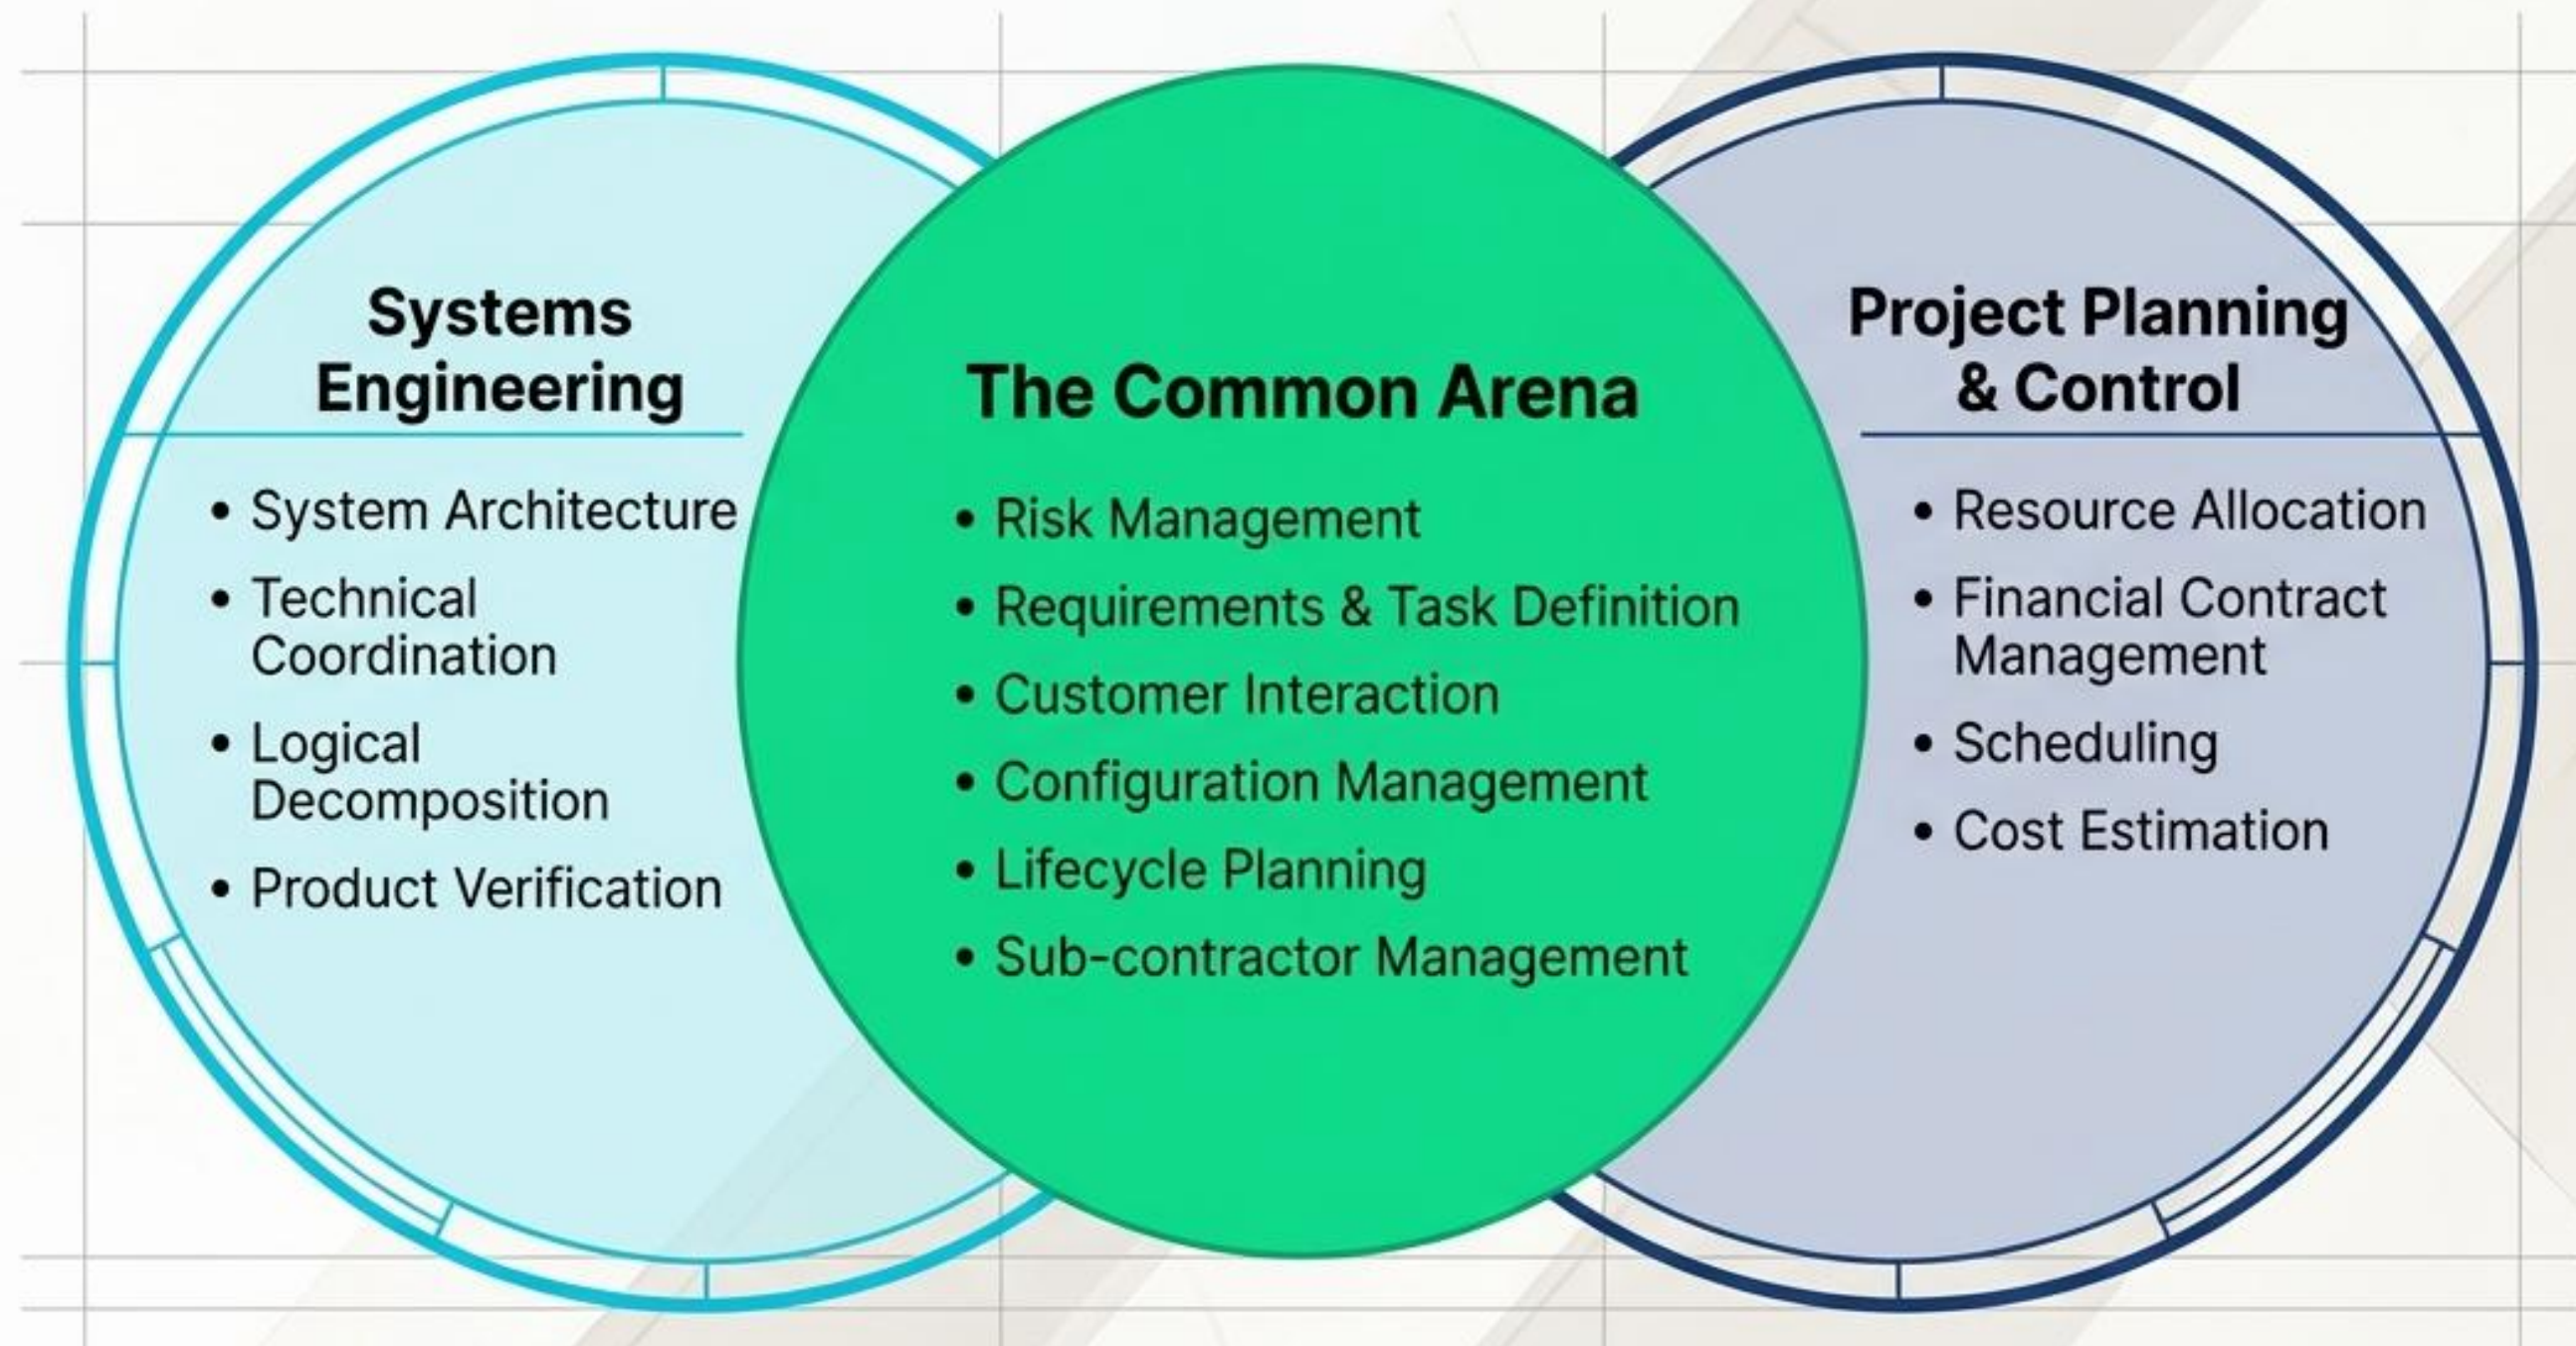 Systems
Engineering
• System Architecture
• Technical
Coordination
• Logical
Decomposition
• Product Verification
The Common Arena
• Risk Management
• Requirements & Task Definition
• Customer Interaction
• Configuration Management
• Lifecycle Planning
• Sub-contractor Management
Project Planning
& Control
• Resource Allocation
• Financial Contract
Management
• Scheduling
• Cost Estimation